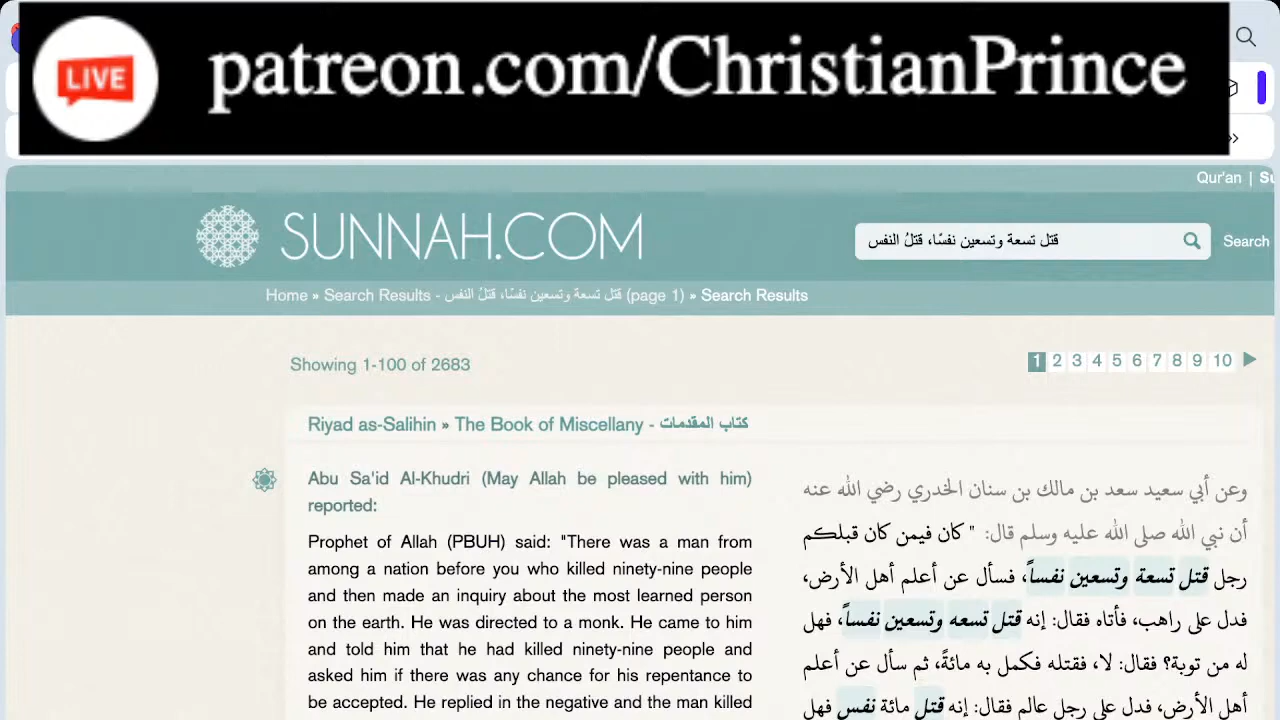 LIVE
patreon.com/ChristianPrince
Qur'an | Su
SUNNAH.COM
قتل تسعة وتسعين نفسًا، قتلُ النفس
Search
Home » Search Results - قتل تسعة وتسعين نفسًا، قتلُ النفس (page 1) » Search Results
Showing 1-100 of 2683
1 2 3 4 5 6 7 8 9 10
Riyad as-Salihin » The Book of Miscellany - كتاب المقدمات
Abu Sa'id Al-Khudri (May Allah be pleased with him)
reported:
Prophet of Allah (PBUH) said: "There was a man from
among a nation before you who killed ninety-nine people
and then made an inquiry about the most learned person
on the earth. He was directed to a monk. He came to him
and told him that he had killed ninety-nine people and
asked him if there was any chance for his repentance to
be accepted. He replied in the negative and the man killed
وعن أبي سعيد سعد بن مالك بن سنان الخدري رضي الله عنه
أن نبي الله صلى الله عليه وسلم قال: " كان فيمن كان قبلكم
رجل قتل تسعة وتسعين نفساً، فسأل عن أعلم أهل الأرض،
فدل على راهب، فأتاه فقال: إنه قتل تسعه وتسعين نفساً، فهل
له من توبة؟ فقال: لا، فقتله فكمل به مائةً، ثم سأل عن أعلم
أهل الأرض، فدل على رجل عالم فقال: إنه قتل مائة نفس فهل